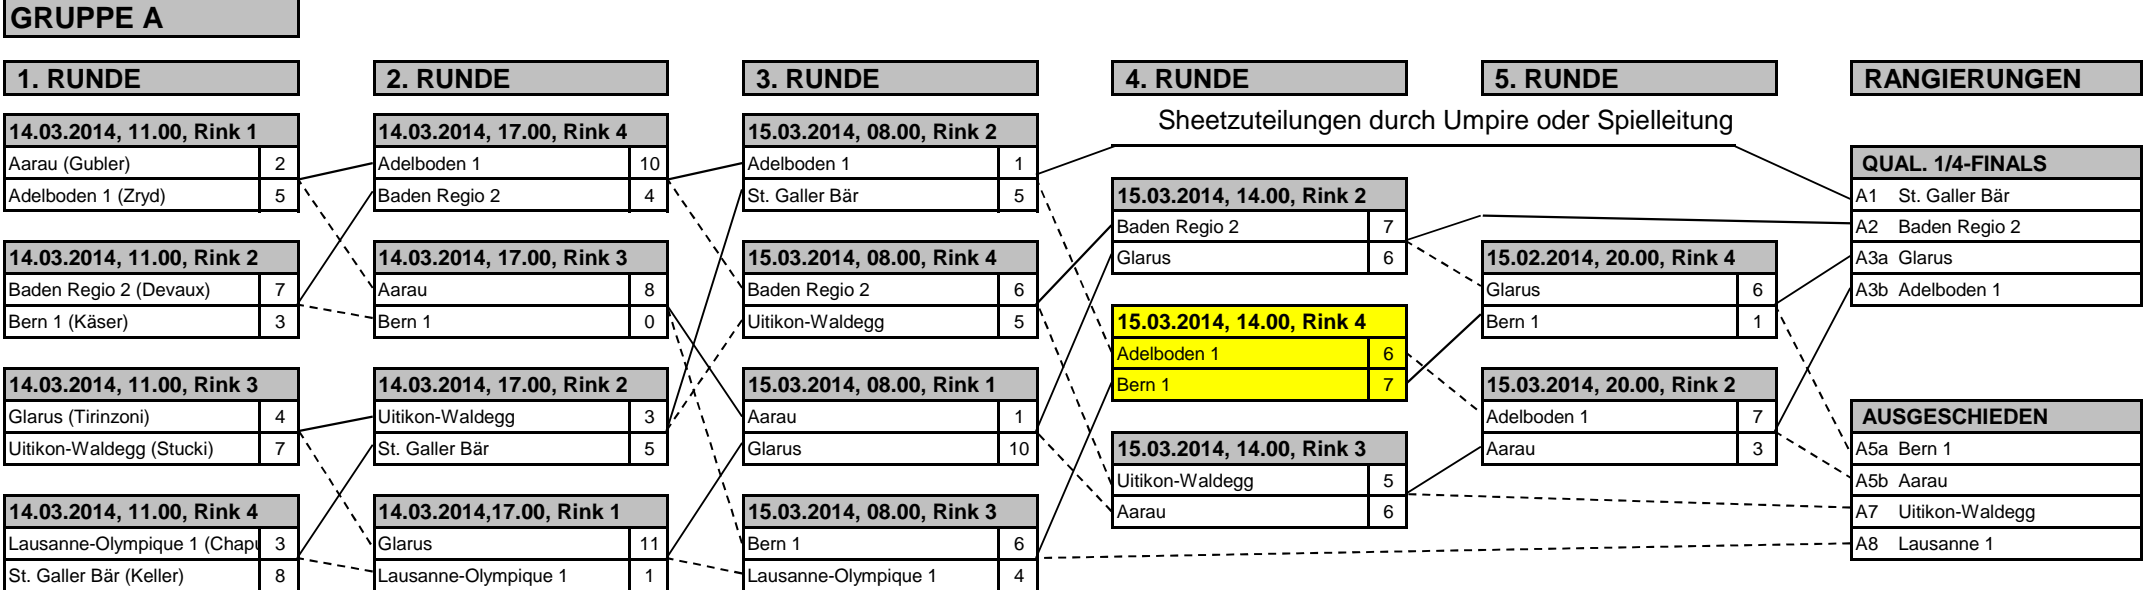 GRUPPE A
1. RUNDE
2. RUNDE
3. RUNDE
4. RUNDE
5. RUNDE
RANGIERUNGEN
Sheetzuteilungen durch Umpire oder Spielleitung
14.03.2014, 11.00, Rink 1
Aarau (Gubler) 2
Adelboden 1 (Zryd) 5
14.03.2014, 11.00, Rink 2
Baden Regio 2 (Devaux) 7
Bern 1 (Käser) 3
14.03.2014, 11.00, Rink 3
Glarus (Tirinzoni) 4
Uitikon-Waldegg (Stucki) 7
14.03.2014, 11.00, Rink 4
Lausanne-Olympique 1 (Chapu 3
St. Galler Bär (Keller) 8
14.03.2014, 17.00, Rink 4
Adelboden 1 10
Baden Regio 2 4
14.03.2014, 17.00, Rink 3
Aarau 8
Bern 1 0
14.03.2014, 17.00, Rink 2
Uitikon-Waldegg 3
St. Galler Bär 5
14.03.2014,17.00, Rink 1
Glarus 11
Lausanne-Olympique 1 1
15.03.2014, 08.00, Rink 2
Adelboden 1 1
St. Galler Bär 5
15.03.2014, 08.00, Rink 4
Baden Regio 2 6
Uitikon-Waldegg 5
15.03.2014, 08.00, Rink 1
Aarau 1
Glarus 10
15.03.2014, 08.00, Rink 3
Bern 1 6
Lausanne-Olympique 1 4
15.03.2014, 14.00, Rink 2
Baden Regio 2 7
Glarus 6
15.03.2014, 14.00, Rink 4
Adelboden 1 6
Bern 1 7
15.03.2014, 14.00, Rink 3
Uitikon-Waldegg 5
Aarau 6
15.02.2014, 20.00, Rink 4
Glarus 6
Bern 1 1
15.03.2014, 20.00, Rink 2
Adelboden 1 7
Aarau 3
QUAL. 1/4-FINALS
A1 St. Galler Bär
A2 Baden Regio 2
A3a Glarus
A3b Adelboden 1
AUSGESCHIEDEN
A5a Bern 1
A5b Aarau
A7 Uitikon-Waldegg
A8 Lausanne 1